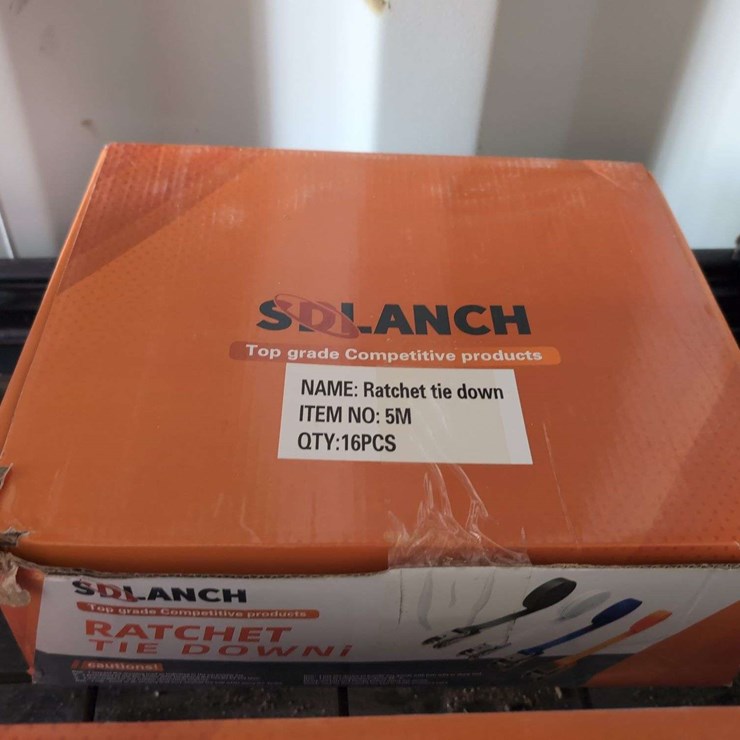 SDLANCH
Top grade Competitive products
NAME: Ratchet tie down
ITEM NO: 5M
QTY:16PCS
SDLANCH
Top grade Competitive products
RATCHET
TIE DOWN!
Cautions!